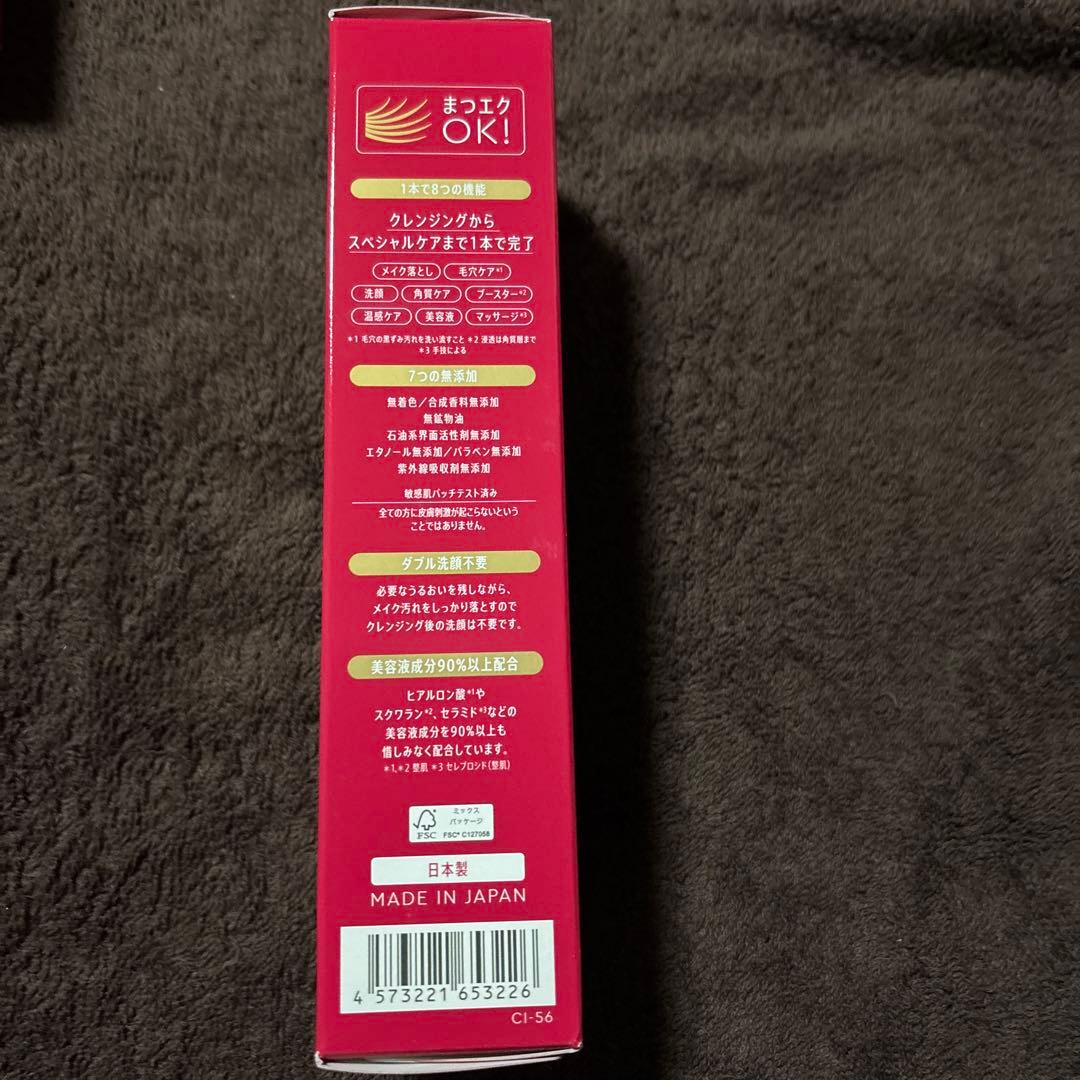 まつエク
OK!
1本で8つの機能
クレンジングから
スペシャルケアまで1本で完了
メイク落とし 毛穴ケア*1
洗顔 角質ケア ブースター*2
温感ケア 美容液 マッサージ*3
*1 毛穴の黒ずみ汚れを洗い流すこと *2 浸透は角質層まで
*3 手技による
7つの無添加
無着色/合成香料無添加
無鉱物油
石油系界面活性剤無添加
エタノール無添加/パラベン無添加
紫外線吸収剤無添加
敏感肌パッチテスト済み
全ての方に皮膚刺激が起こらないという
ことではありません。
ダブル洗顔不要
必要なうるおいを残しながら、
メイク汚れをしっかり落とすので
クレンジング後の洗顔は不要です。
美容液成分90%以上配合
ヒアルロン酸*1や
スクワラン*2、セラミド*3などの
美容液成分を90%以上も
惜しみなく配合しています。
*1、*2 整肌 *3 セレブロシド(整肌)
ミックス
パッケージ
FSC FSC® C127058
日本製
MADE IN JAPAN
4 573221 653226
CI-56